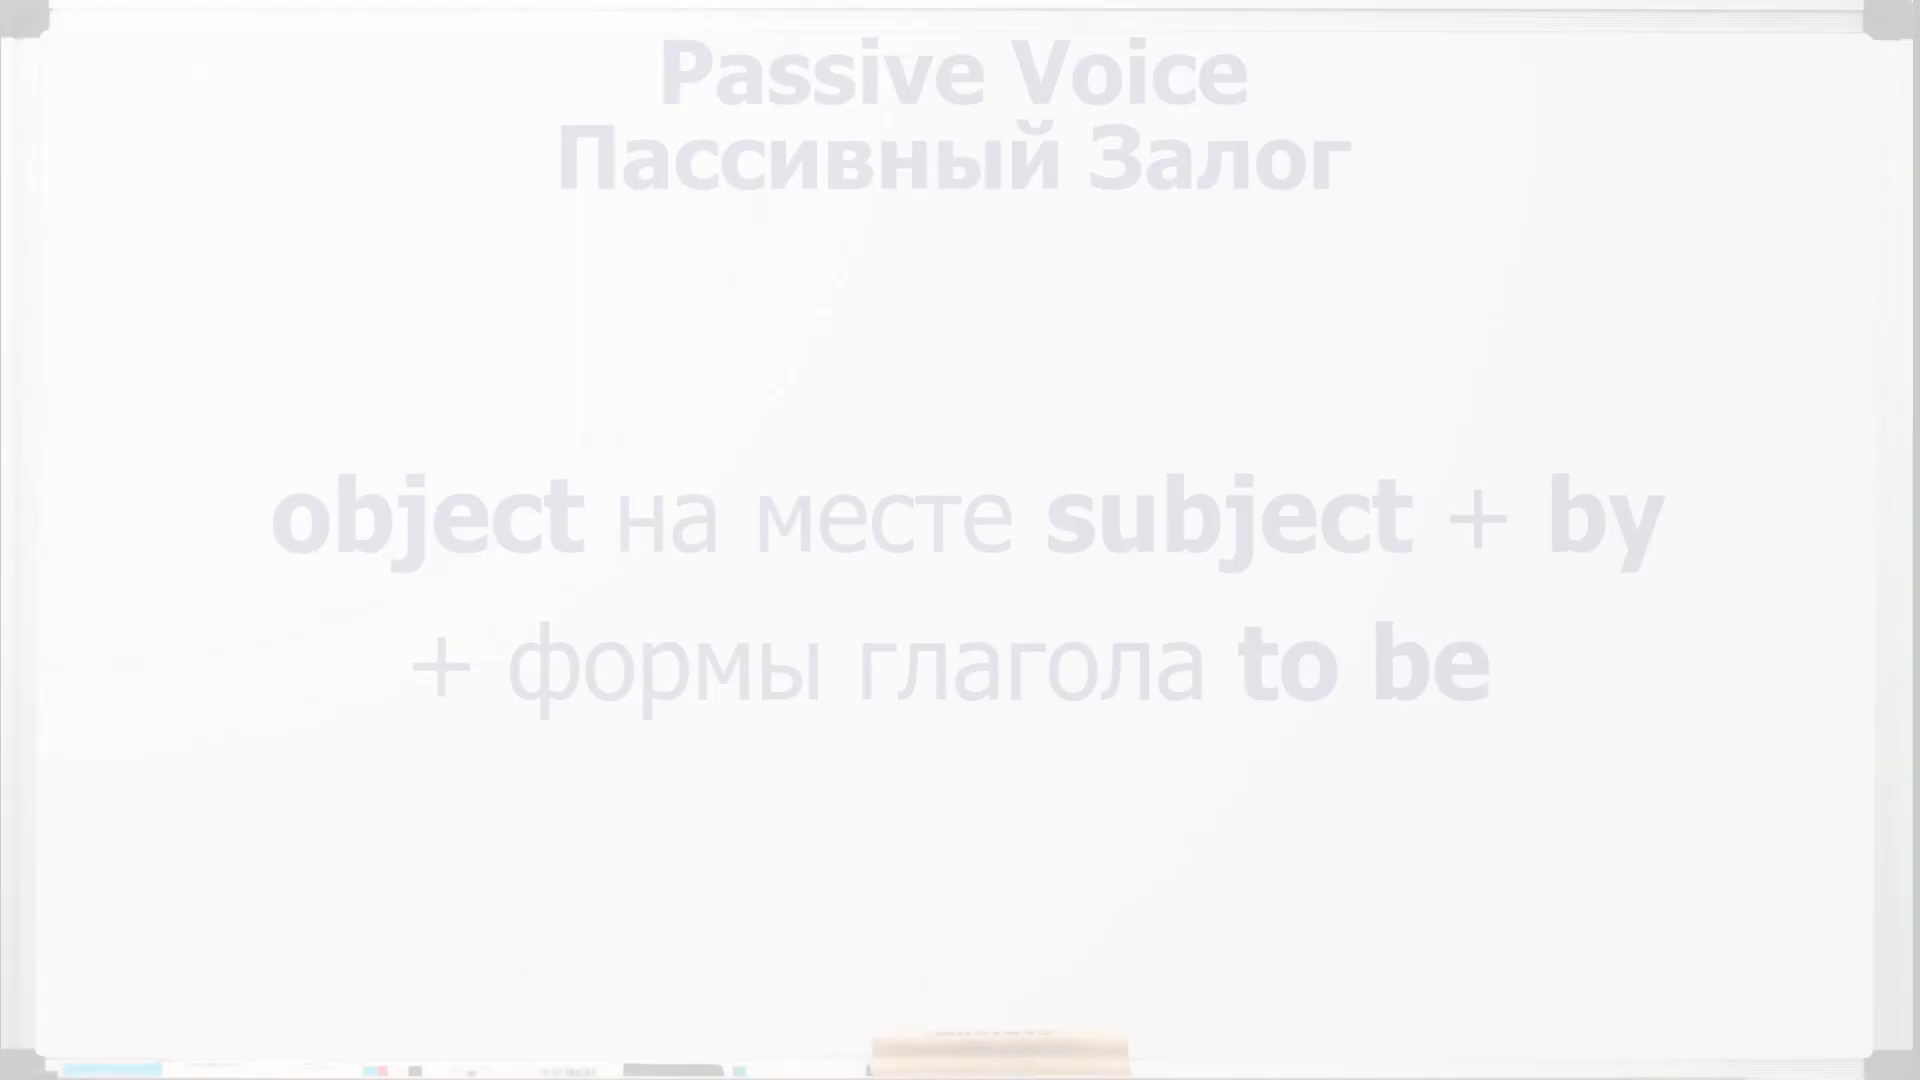 Passive Voice
Пассивный Залог
object на месте subject + by
+ формы глагола to be